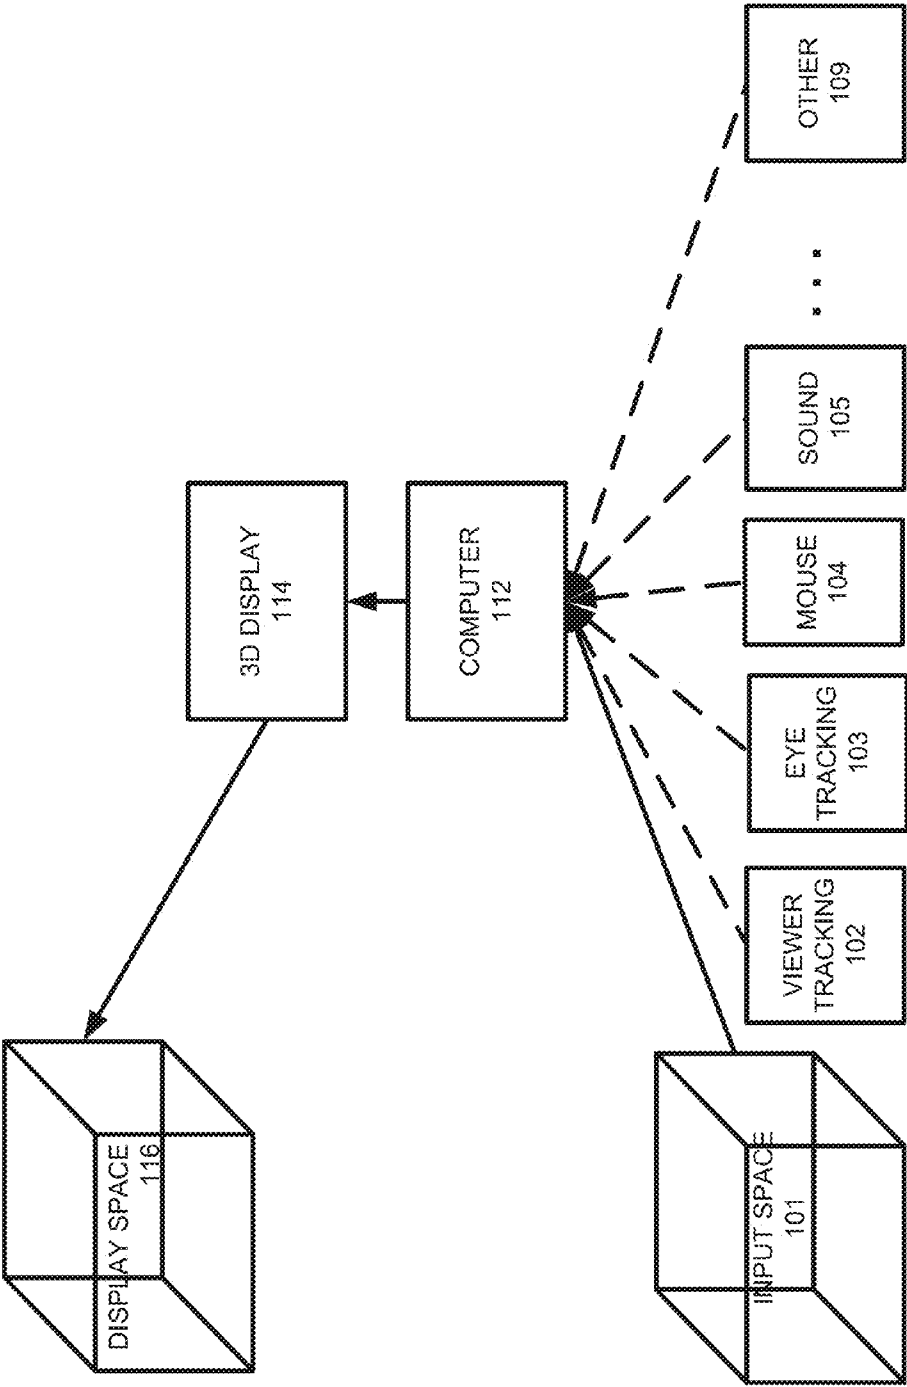 DISPLAY SPACE
116
3D DISPLAY
114
COMPUTER
112
INPUT SPACE
101
VIEWER
TRACKING
102
EYE
TRACKING
103
MOUSE
104
SOUND
105
. . .
OTHER
109